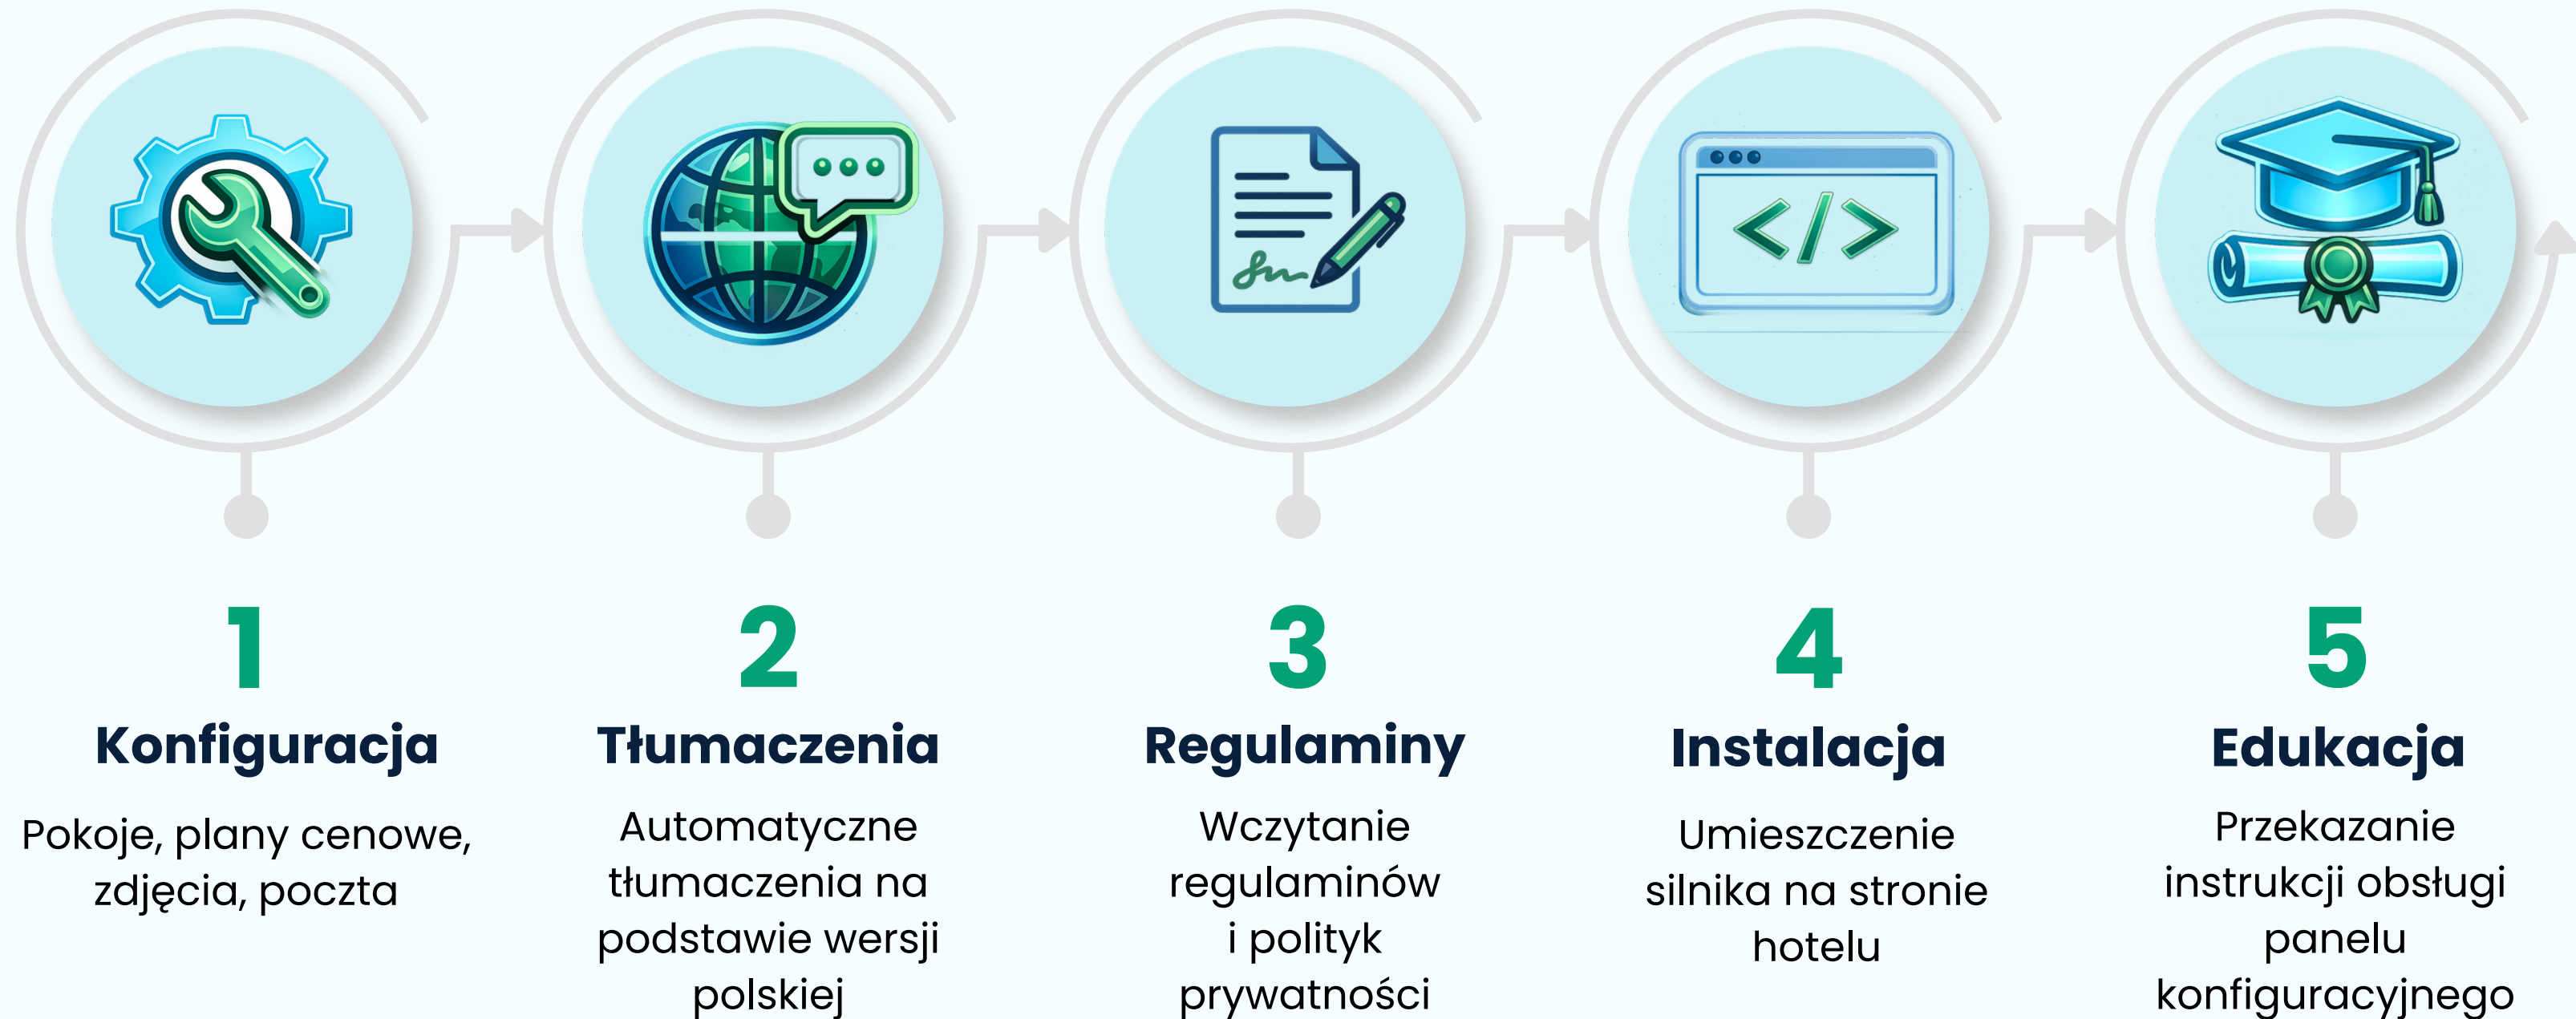 </>
1
Konfiguracja
Pokoje, plany cenowe,
zdjęcia, poczta
2
Tłumaczenia
Automatyczne
tłumaczenia na
podstawie wersji
polskiej
3
Regulaminy
Wczytanie
regulaminów
i polityk
prywatności
4
Instalacja
Umieszczenie
silnika na stronie
hotelu
5
Edukacja
Przekazanie
instrukcji obsługi
panelu
konfiguracyjnego